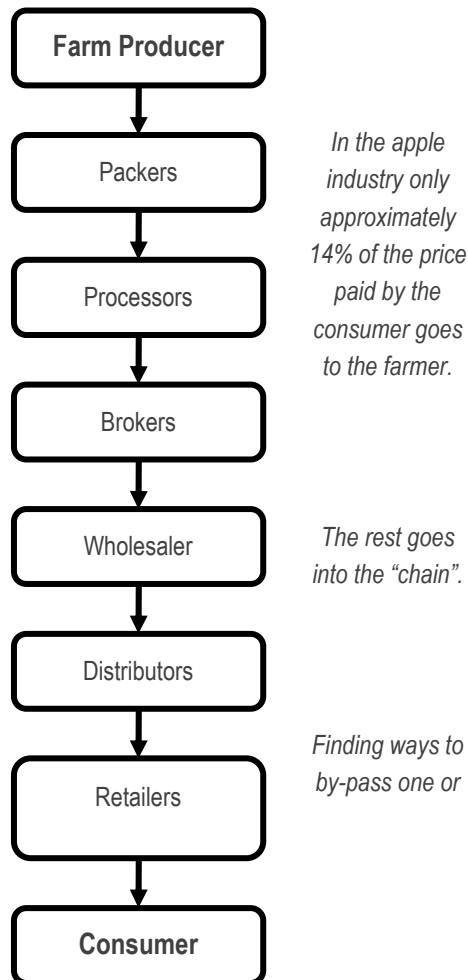 Farm Producer
Packers
Processors
Brokers
Wholesaler
Distributors
Retailers
Consumer
In the apple
industry only
approximately
14% of the price
paid by the
consumer goes
to the farmer.
The rest goes
into the “chain”.
Finding ways to
by-pass one or